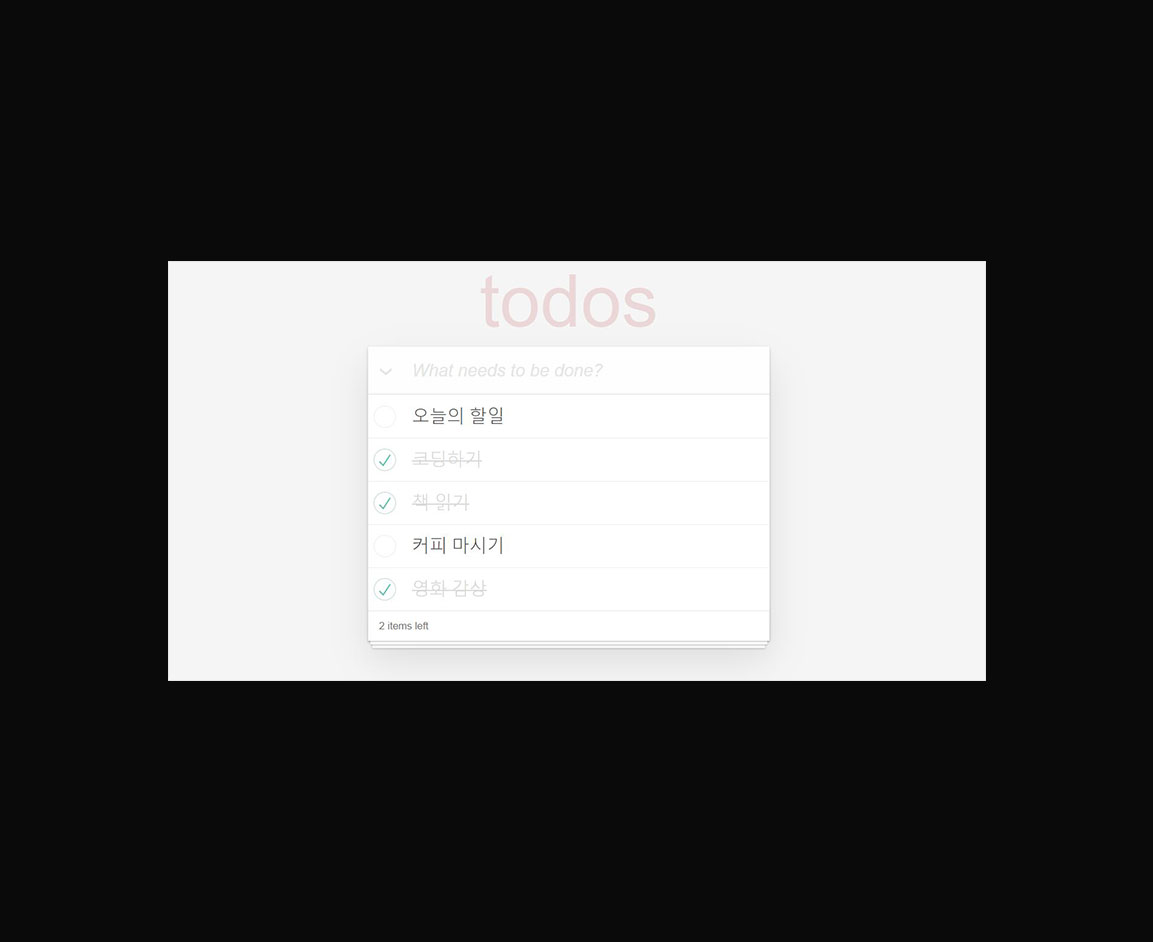 todos
What needs to be done?
오늘의 할일
코딩하기
책 읽기
커피 마시기
영화 감상
2 items left